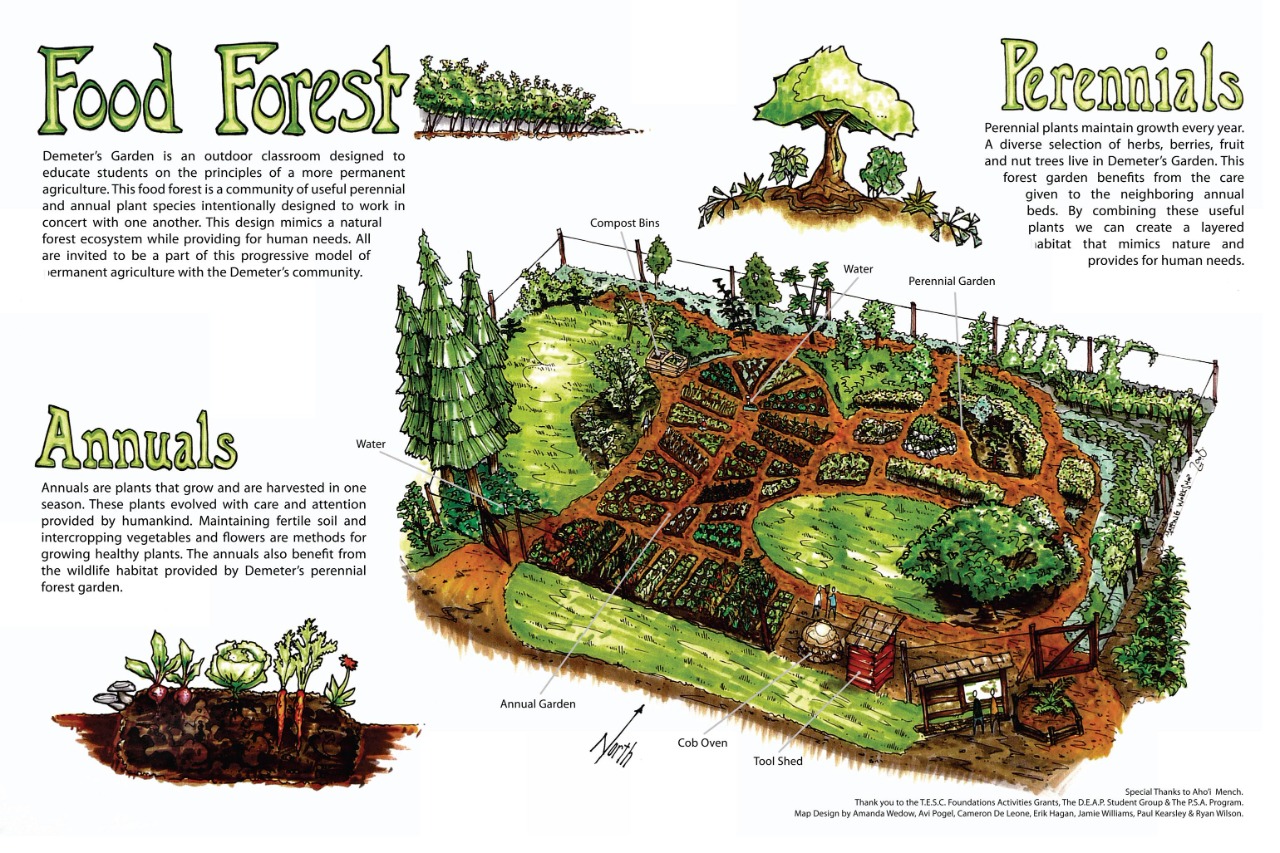 Food Forest
Demeter's Garden is an outdoor classroom designed to
educate students on the principles of a more permanent
agriculture. This food forest is a community of useful perennial
and annual plant species intentionally designed to work in
concert with one another. This design mimics a natural
forest ecosystem while providing for human needs. All
are invited to be a part of this progressive model of
permanent agriculture with the Demeter's community.
Perennials
Perennial plants maintain growth every year.
A diverse selection of herbs, berries, fruit
and nut trees live in Demeter's Garden. This
forest garden benefits from the care
given to the neighboring annual
beds. By combining these useful
plants we can create a layered
habitat that mimics nature and
provides for human needs.
Compost Bins
Water
Perennial Garden
Annuals
Annuals are plants that grow and are harvested in one
season. These plants evolved with care and attention
provided by humankind. Maintaining fertile soil and
intercropping vegetables and flowers are methods for
growing healthy plants. The annuals also benefit from
the wildlife habitat provided by Demeter's perennial
forest garden.
Water
Annual Garden
North
Cob Oven
Tool Shed
Special Thanks to Aho'i Mench.
Thank you to the T.E.S.C. Foundations Activities Grants, The D.E.A.P. Student Group & The P.S.A. Program.
Map Design by Amanda Wedow, Avi Pogel, Cameron De Leone, Erik Hagan, Jamie Williams, Paul Kearsley & Ryan Wilson.